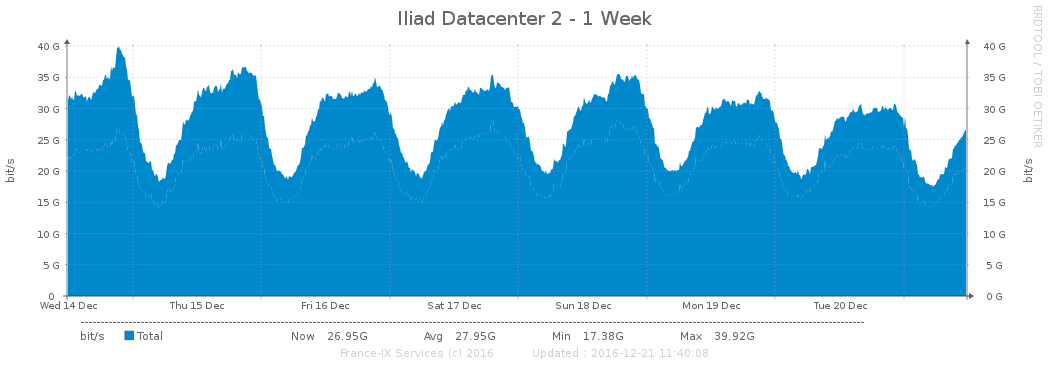 Iliad Datacenter 2 - 1 Week
RRDTOOL / TOBI OETIKER
40 G 40 G
35 G 35 G
30 G 30 G
25 G 25 G
20 G 20 G
15 G 15 G
10 G 10 G
5 G 5 G
0 0 G
bit/s
bit/s
Wed 14 Dec Thu 15 Dec Fri 16 Dec Sat 17 Dec Sun 18 Dec Mon 19 Dec Tue 20 Dec
bit/s Total Now 26.95G Avg 27.95G Min 17.38G Max 39.92G
France-IX Services (c) 2016 Updated : 2016-12-21 11:40:08